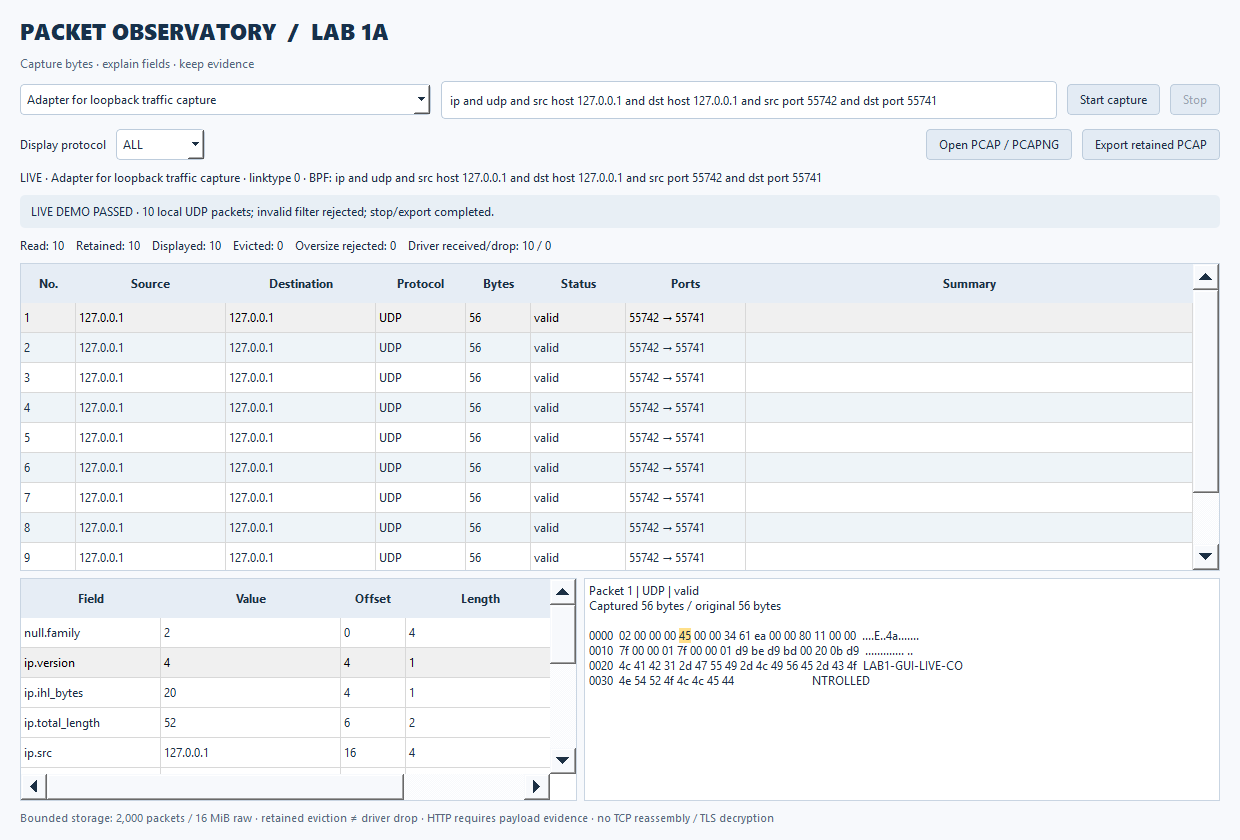 PACKET OBSERVATORY / LAB 1A
Capture bytes · explain fields · keep evidence
Adapter for loopback traffic capture
ip and udp and src host 127.0.0.1 and dst host 127.0.0.1 and src port 55742 and dst port 55741
Start capture
Stop
Display protocol
ALL
Open PCAP / PCAPNG
Export retained PCAP
LIVE · Adapter for loopback traffic capture · linktype 0 · BPF: ip and udp and src host 127.0.0.1 and dst host 127.0.0.1 and src port 55742 and dst port 55741
LIVE DEMO PASSED · 10 local UDP packets; invalid filter rejected; stop/export completed.
Read: 10 Retained: 10 Displayed: 10 Evicted: 0 Oversize rejected: 0 Driver received/drop: 10 / 0
No. Source Destination Protocol Bytes Status Ports Summary
1 127.0.0.1 127.0.0.1 UDP 56 valid 55742 → 55741
2 127.0.0.1 127.0.0.1 UDP 56 valid 55742 → 55741
3 127.0.0.1 127.0.0.1 UDP 56 valid 55742 → 55741
4 127.0.0.1 127.0.0.1 UDP 56 valid 55742 → 55741
5 127.0.0.1 127.0.0.1 UDP 56 valid 55742 → 55741
6 127.0.0.1 127.0.0.1 UDP 56 valid 55742 → 55741
7 127.0.0.1 127.0.0.1 UDP 56 valid 55742 → 55741
8 127.0.0.1 127.0.0.1 UDP 56 valid 55742 → 55741
9 127.0.0.1 127.0.0.1 UDP 56 valid 55742 → 55741
Field Value Offset Length
null.family 2 0 4
ip.version 4 4 1
ip.ihl_bytes 20 4 1
ip.total_length 52 6 2
ip.src 127.0.0.1 16 4
Packet 1 | UDP | valid
Captured 56 bytes / original 56 bytes
0000 02 00 00 00 45 00 00 34 61 ea 00 00 80 11 00 00 ....E..4a.......
0010 7f 00 00 01 7f 00 00 01 d9 be d9 bd 00 20 0b d9 ............. ..
0020 4c 41 42 31 2d 47 55 49 2d 4c 49 56 45 2d 43 4f LAB1-GUI-LIVE-CO
0030 4e 54 52 4f 4c 4c 45 44 NTROLLED
Bounded storage: 2,000 packets / 16 MiB raw · retained eviction ≠ driver drop · HTTP requires payload evidence · no TCP reassembly / TLS decryption